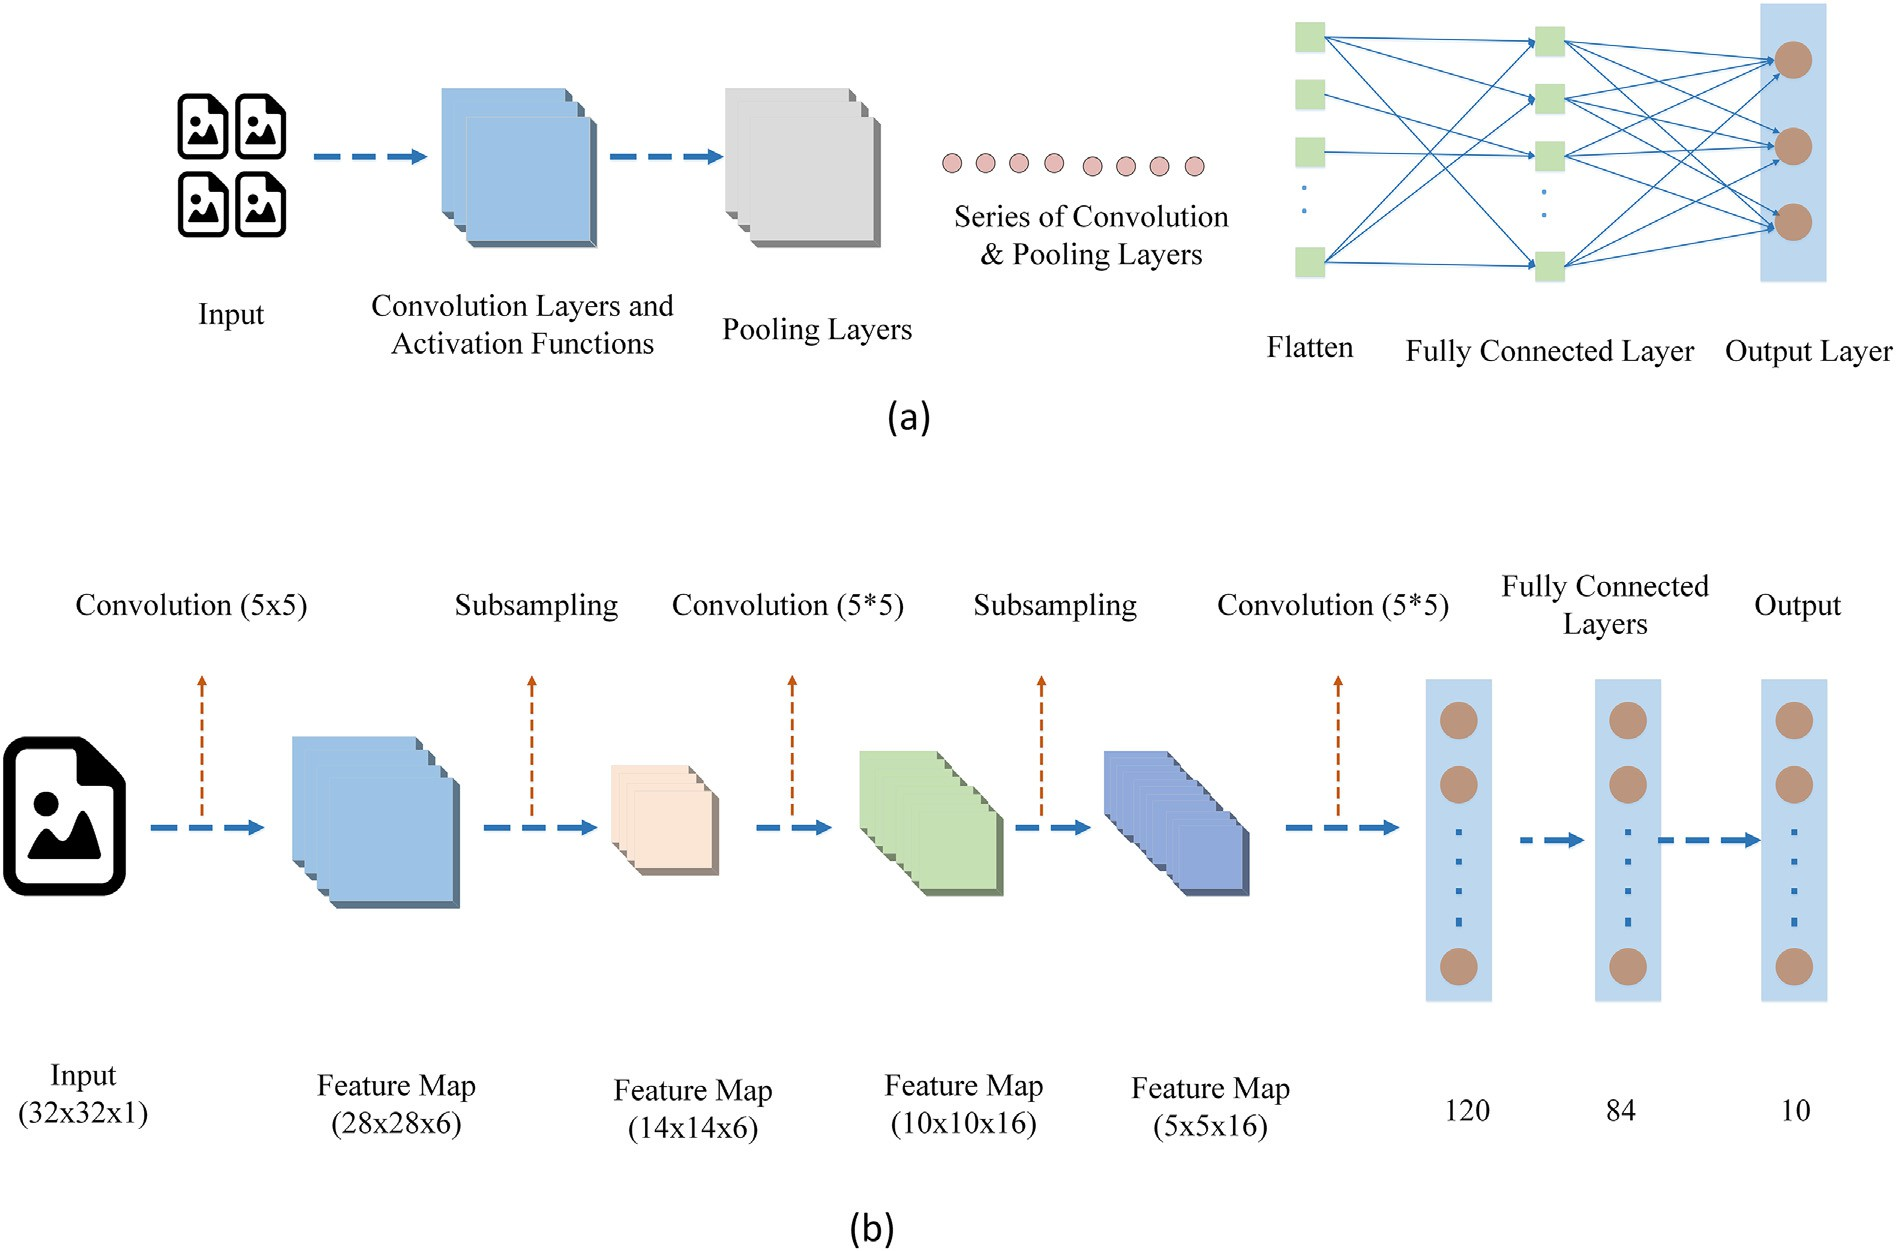 Input
Convolution Layers and
Activation Functions
Pooling Layers
Series of Convolution
& Pooling Layers
Flatten
Fully Connected Layer
Output Layer
(a)
Convolution (5x5)
Subsampling
Convolution (5*5)
Subsampling
Convolution (5*5)
Fully Connected
Layers
Output
Input
(32x32x1)
Feature Map
(28x28x6)
Feature Map
(14x14x6)
Feature Map
(10x10x16)
Feature Map
(5x5x16)
120
84
10
(b)